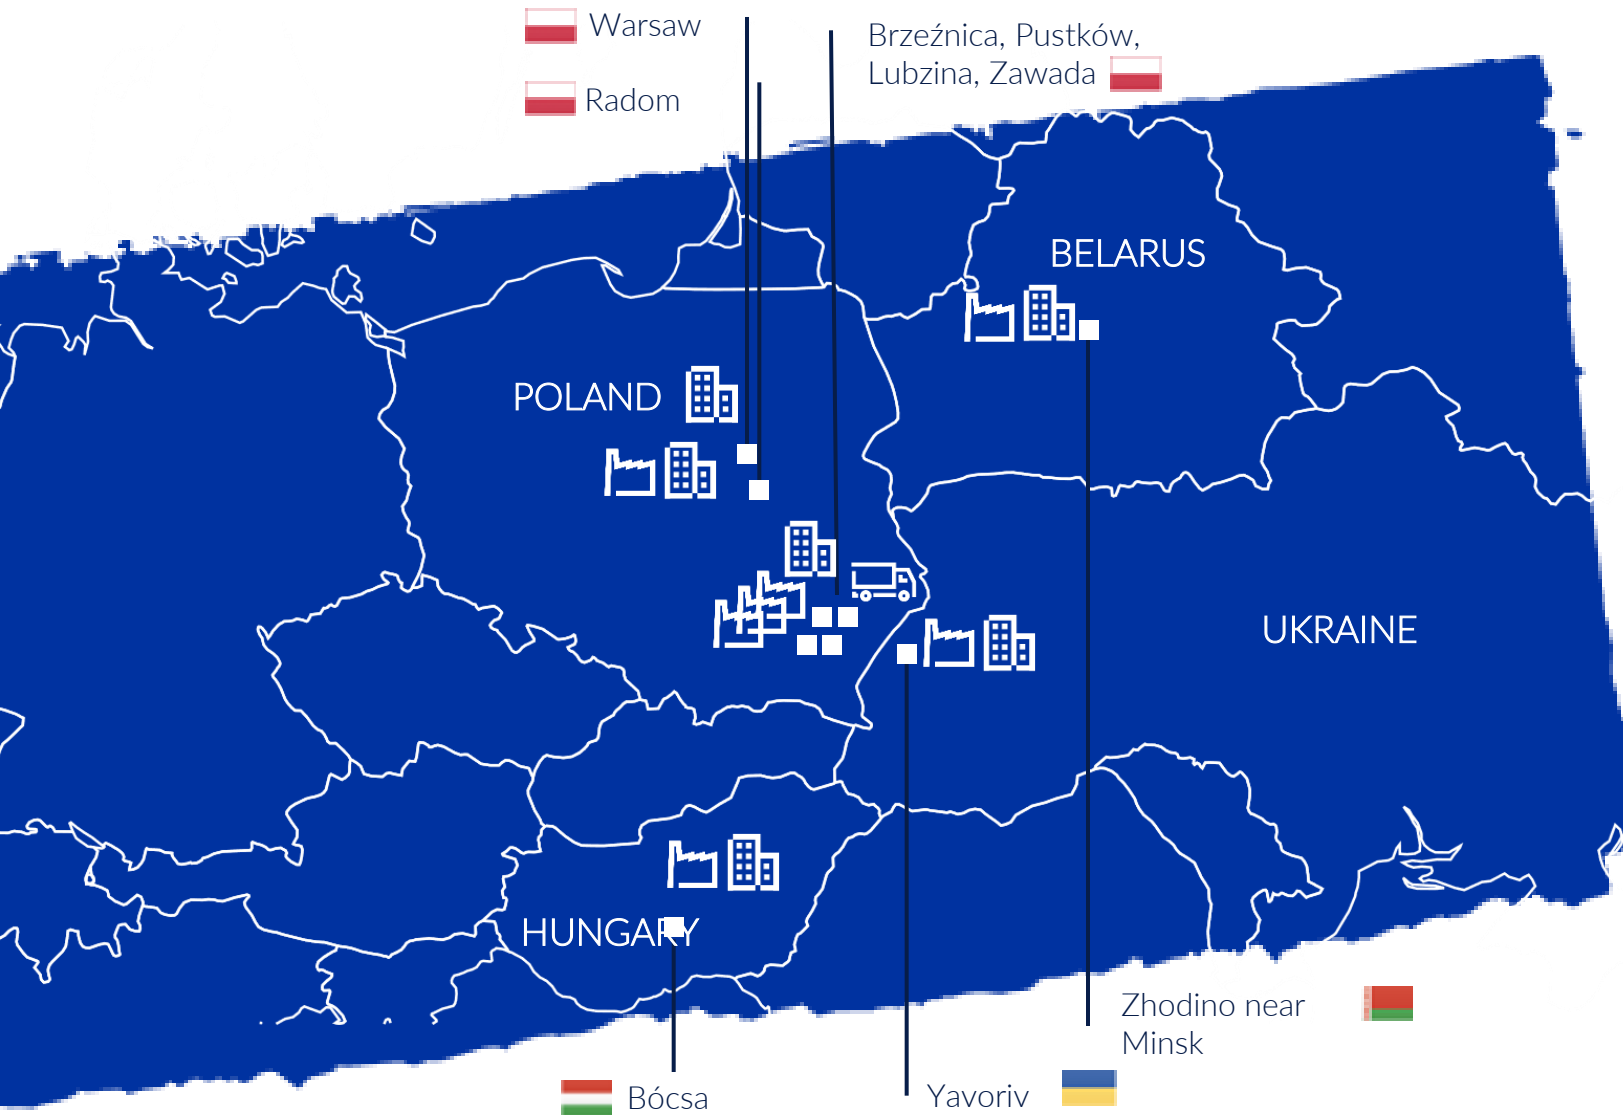 Warsaw
Radom
Brzeźnica, Pustków,
Lubzina, Zawada
BELARUS
POLAND
UKRAINE
HUNGARY
Zhodino near
Minsk
Bócsa
Yavoriv